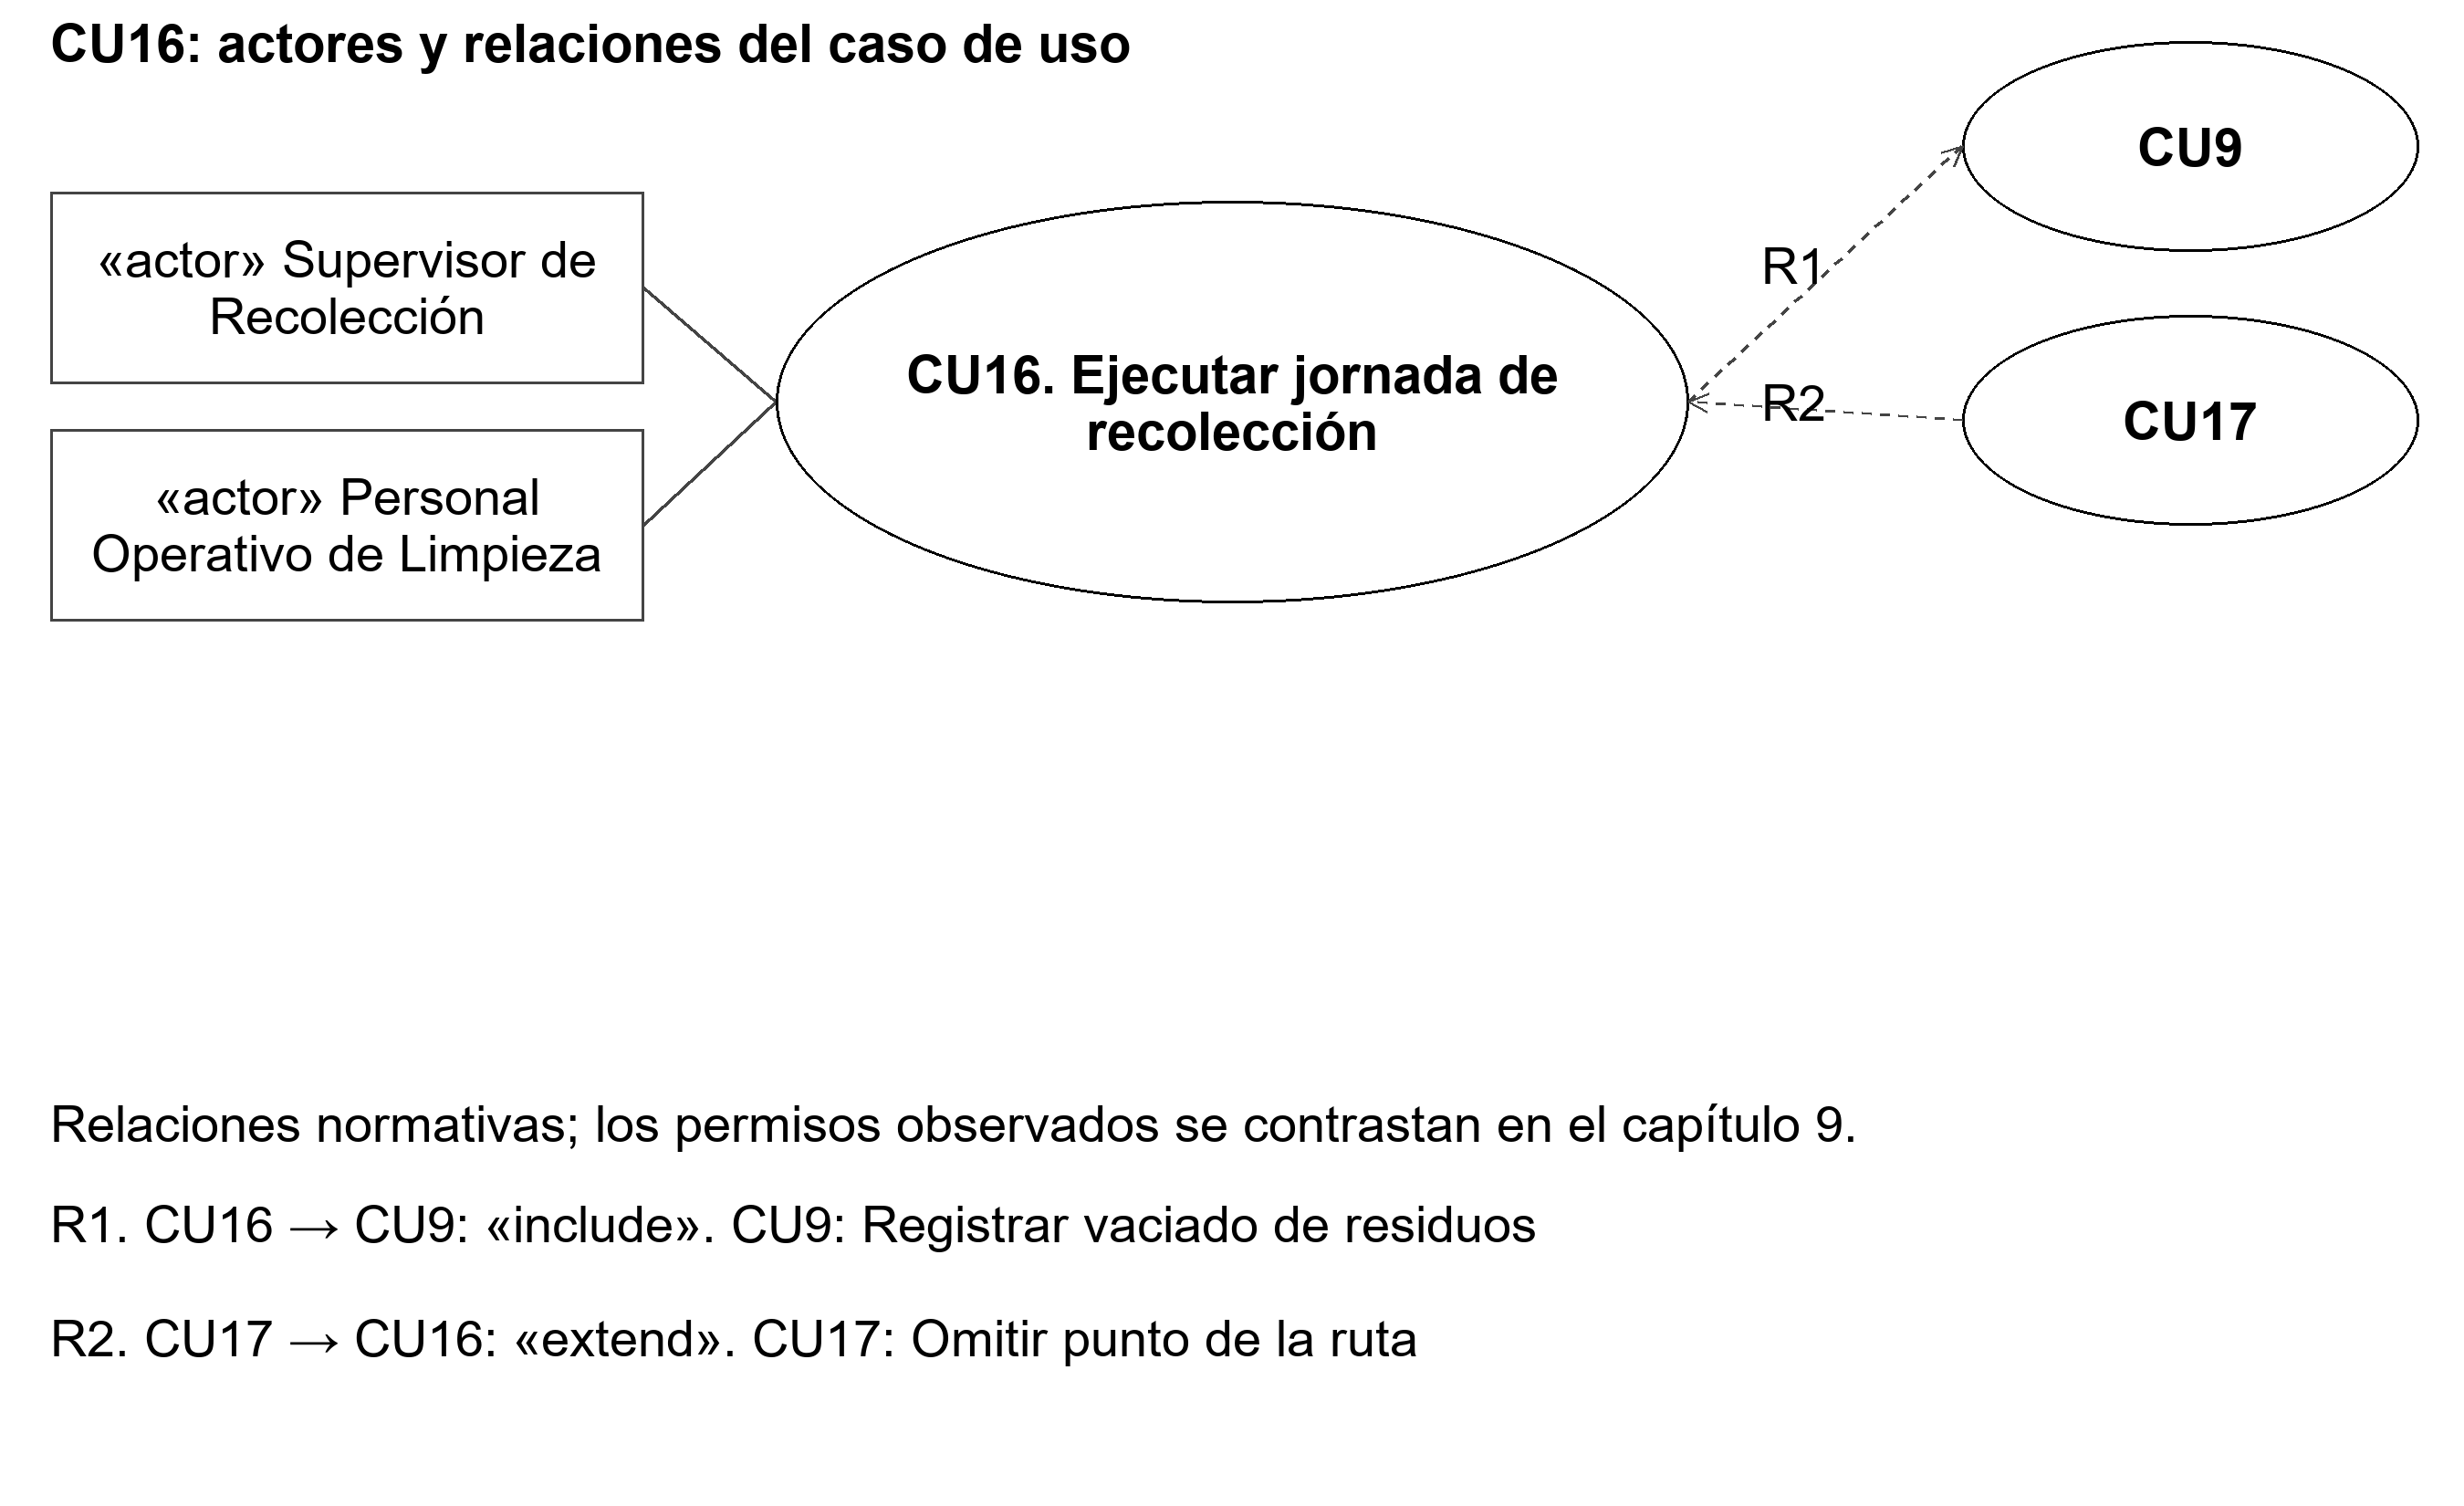 CU16: actores y relaciones del caso de uso
CU9
«actor» Supervisor de
Recolección
R1
CU16. Ejecutar jornada de
recolección
R2
CU17
«actor» Personal
Operativo de Limpieza
Relaciones normativas; los permisos observados se contrastan en el capítulo 9.
R1. CU16 → CU9: «include». CU9: Registrar vaciado de residuos
R2. CU17 → CU16: «extend». CU17: Omitir punto de la ruta